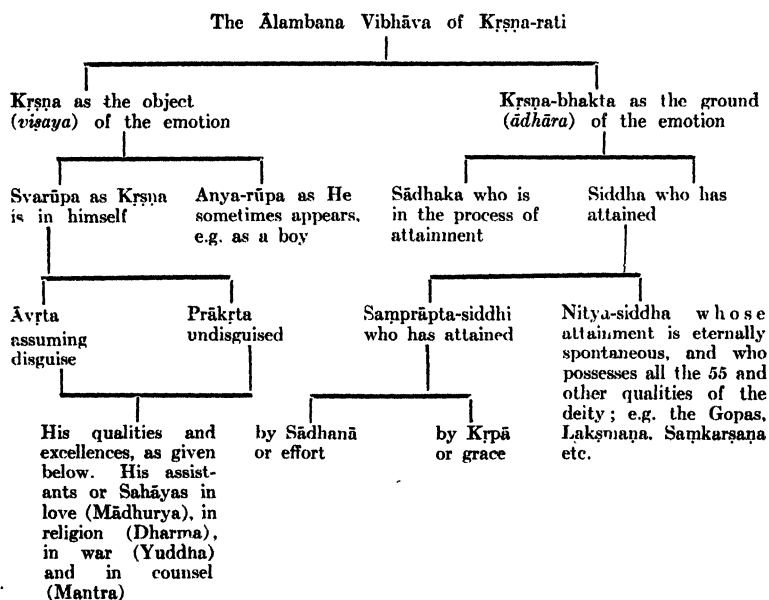 The Ālambana Vibhāva of Kṛṣṇa-rati
Kṛṣṇa as the object
(viṣaya) of the emotion
Kṛṣṇa-bhakta as the ground
(ādhāra) of the emotion
Svarūpa as Kṛṣṇa
is in himself
Anya-rūpa as He
sometimes appears,
e.g. as a boy
Sādhaka who is
in the process of
attainment
Siddha who has
attained
Āvṛta
assuming
disguise
Prākṛta
undisguised
Saṃprāpta-siddhi
who has attained
Nitya-siddha whose
attainment is eternally
spontaneous, and who
possesses all the 55 and
other qualities of the
deity; e.g. the Gopas,
Lakṣmaṇa, Saṃkarṣaṇa
etc.
His qualities and
excellences, as given
below. His assist-
ants or Sahāyas in
love (Mādhurya), in
religion (Dharma),
in war (Yuddha)
and in counsel
(Mantra)
by Sādhanā
or effort
by Kṛpā
or grace